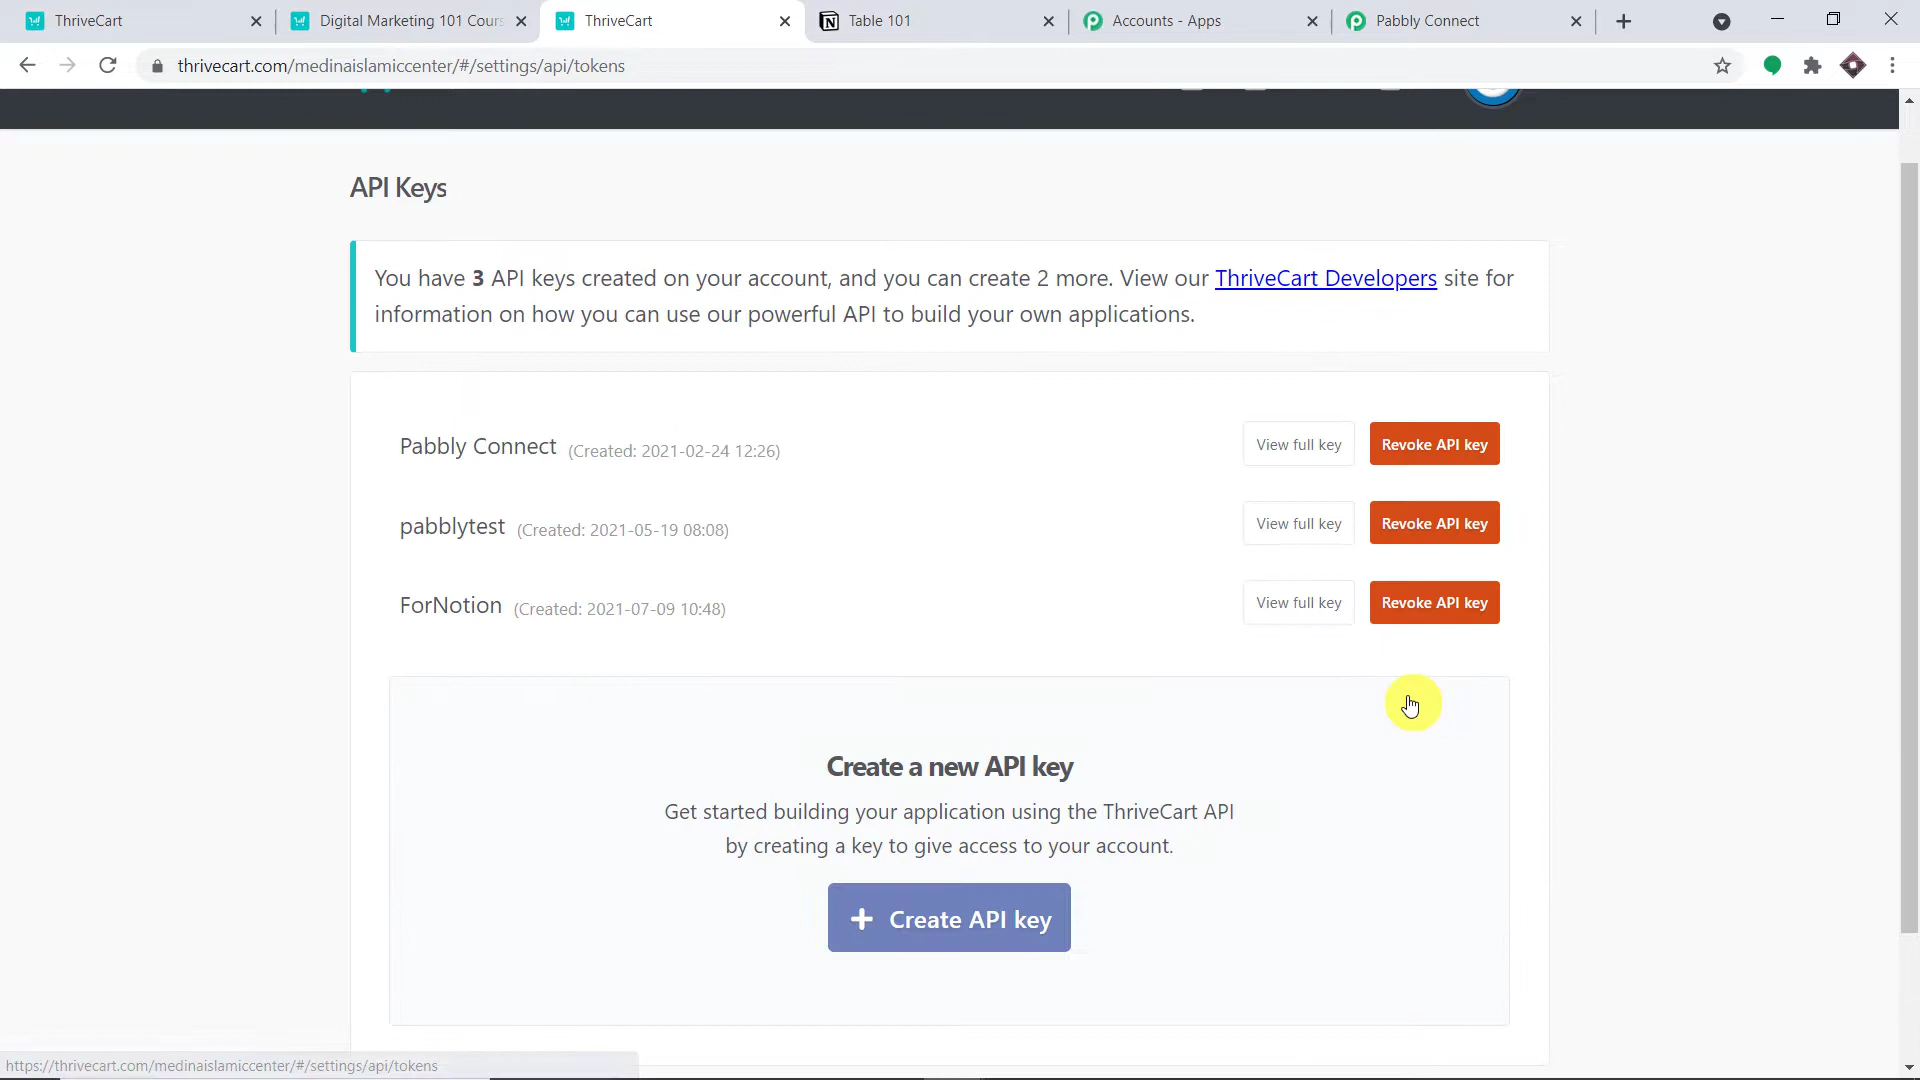 ThriveCart
Digital Marketing 101 Cours
ThriveCart
Table 101
Accounts - Apps
Pabbly Connect
thrivecart.com/medinaislamiccenter/#/settings/api/tokens
API Keys
You have 3 API keys created on your account, and you can create 2 more. View our ThriveCart Developers site for
information on how you can use our powerful API to build your own applications.
Pabbly Connect (Created: 2021-02-24 12:26) View full key Revoke API key
pabblytest (Created: 2021-05-19 08:08) View full key Revoke API key
ForNotion (Created: 2021-07-09 10:48) View full key Revoke API key
Create a new API key
Get started building your application using the ThriveCart API
by creating a key to give access to your account.
+ Create API key
https://thrivecart.com/medinaislamiccenter/#/settings/api/tokens